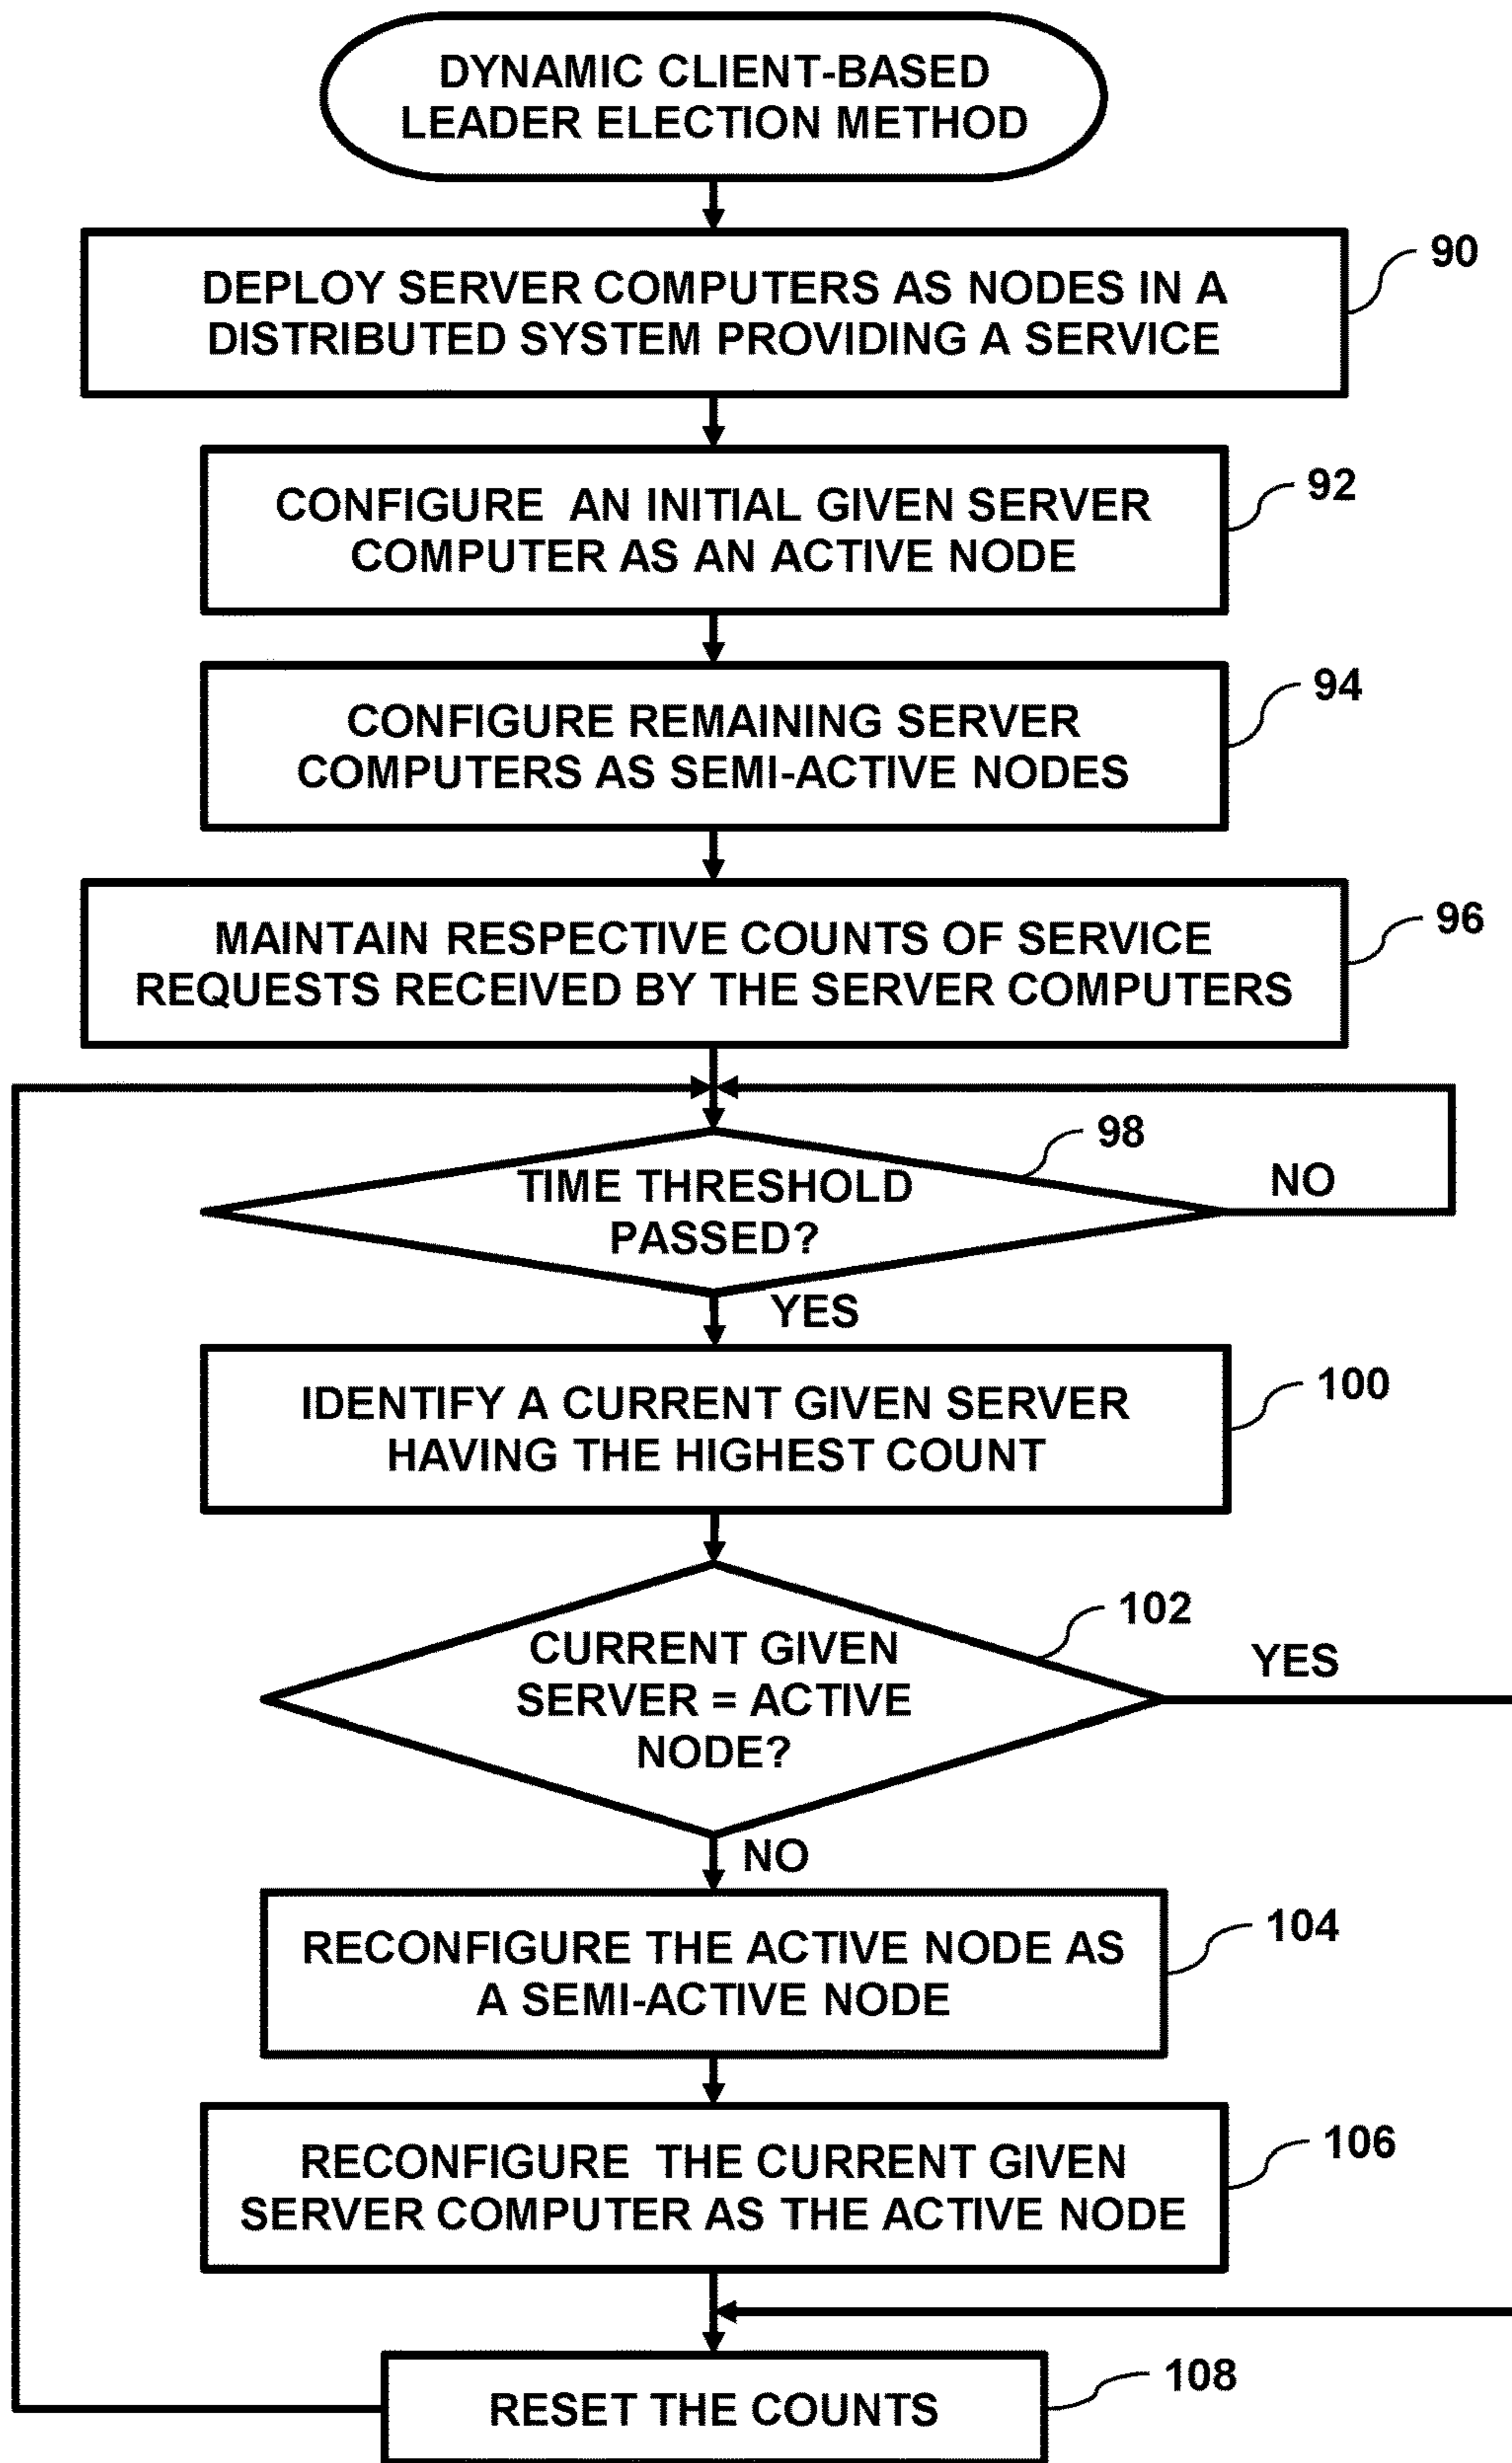 DYNAMIC CLIENT-BASED
LEADER ELECTION METHOD
90
DEPLOY SERVER COMPUTERS AS NODES IN A
DISTRIBUTED SYSTEM PROVIDING A SERVICE
92
CONFIGURE AN INITIAL GIVEN SERVER
COMPUTER AS AN ACTIVE NODE
94
CONFIGURE REMAINING SERVER
COMPUTERS AS SEMI-ACTIVE NODES
96
MAINTAIN RESPECTIVE COUNTS OF SERVICE
REQUESTS RECEIVED BY THE SERVER COMPUTERS
98
TIME THRESHOLD
PASSED?
NO
YES
100
IDENTIFY A CURRENT GIVEN SERVER
HAVING THE HIGHEST COUNT
102
CURRENT GIVEN
SERVER = ACTIVE
NODE?
YES
NO
104
RECONFIGURE THE ACTIVE NODE AS
A SEMI-ACTIVE NODE
106
RECONFIGURE THE CURRENT GIVEN
SERVER COMPUTER AS THE ACTIVE NODE
108
RESET THE COUNTS